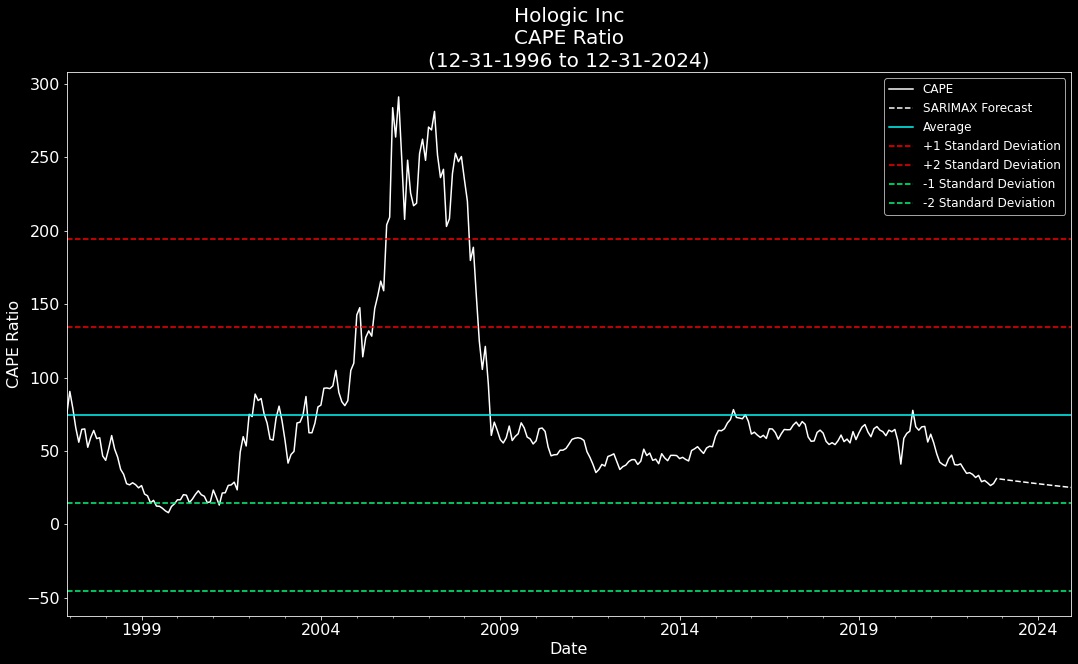 Hologic Inc
CAPE Ratio
(12-31-1996 to 12-31-2024)
CAPE
SARIMAX Forecast
Average
+1 Standard Deviation
+2 Standard Deviation
-1 Standard Deviation
-2 Standard Deviation
CAPE Ratio
300
250
200
150
100
50
0
−50
1999
2004
2009
2014
2019
2024
Date